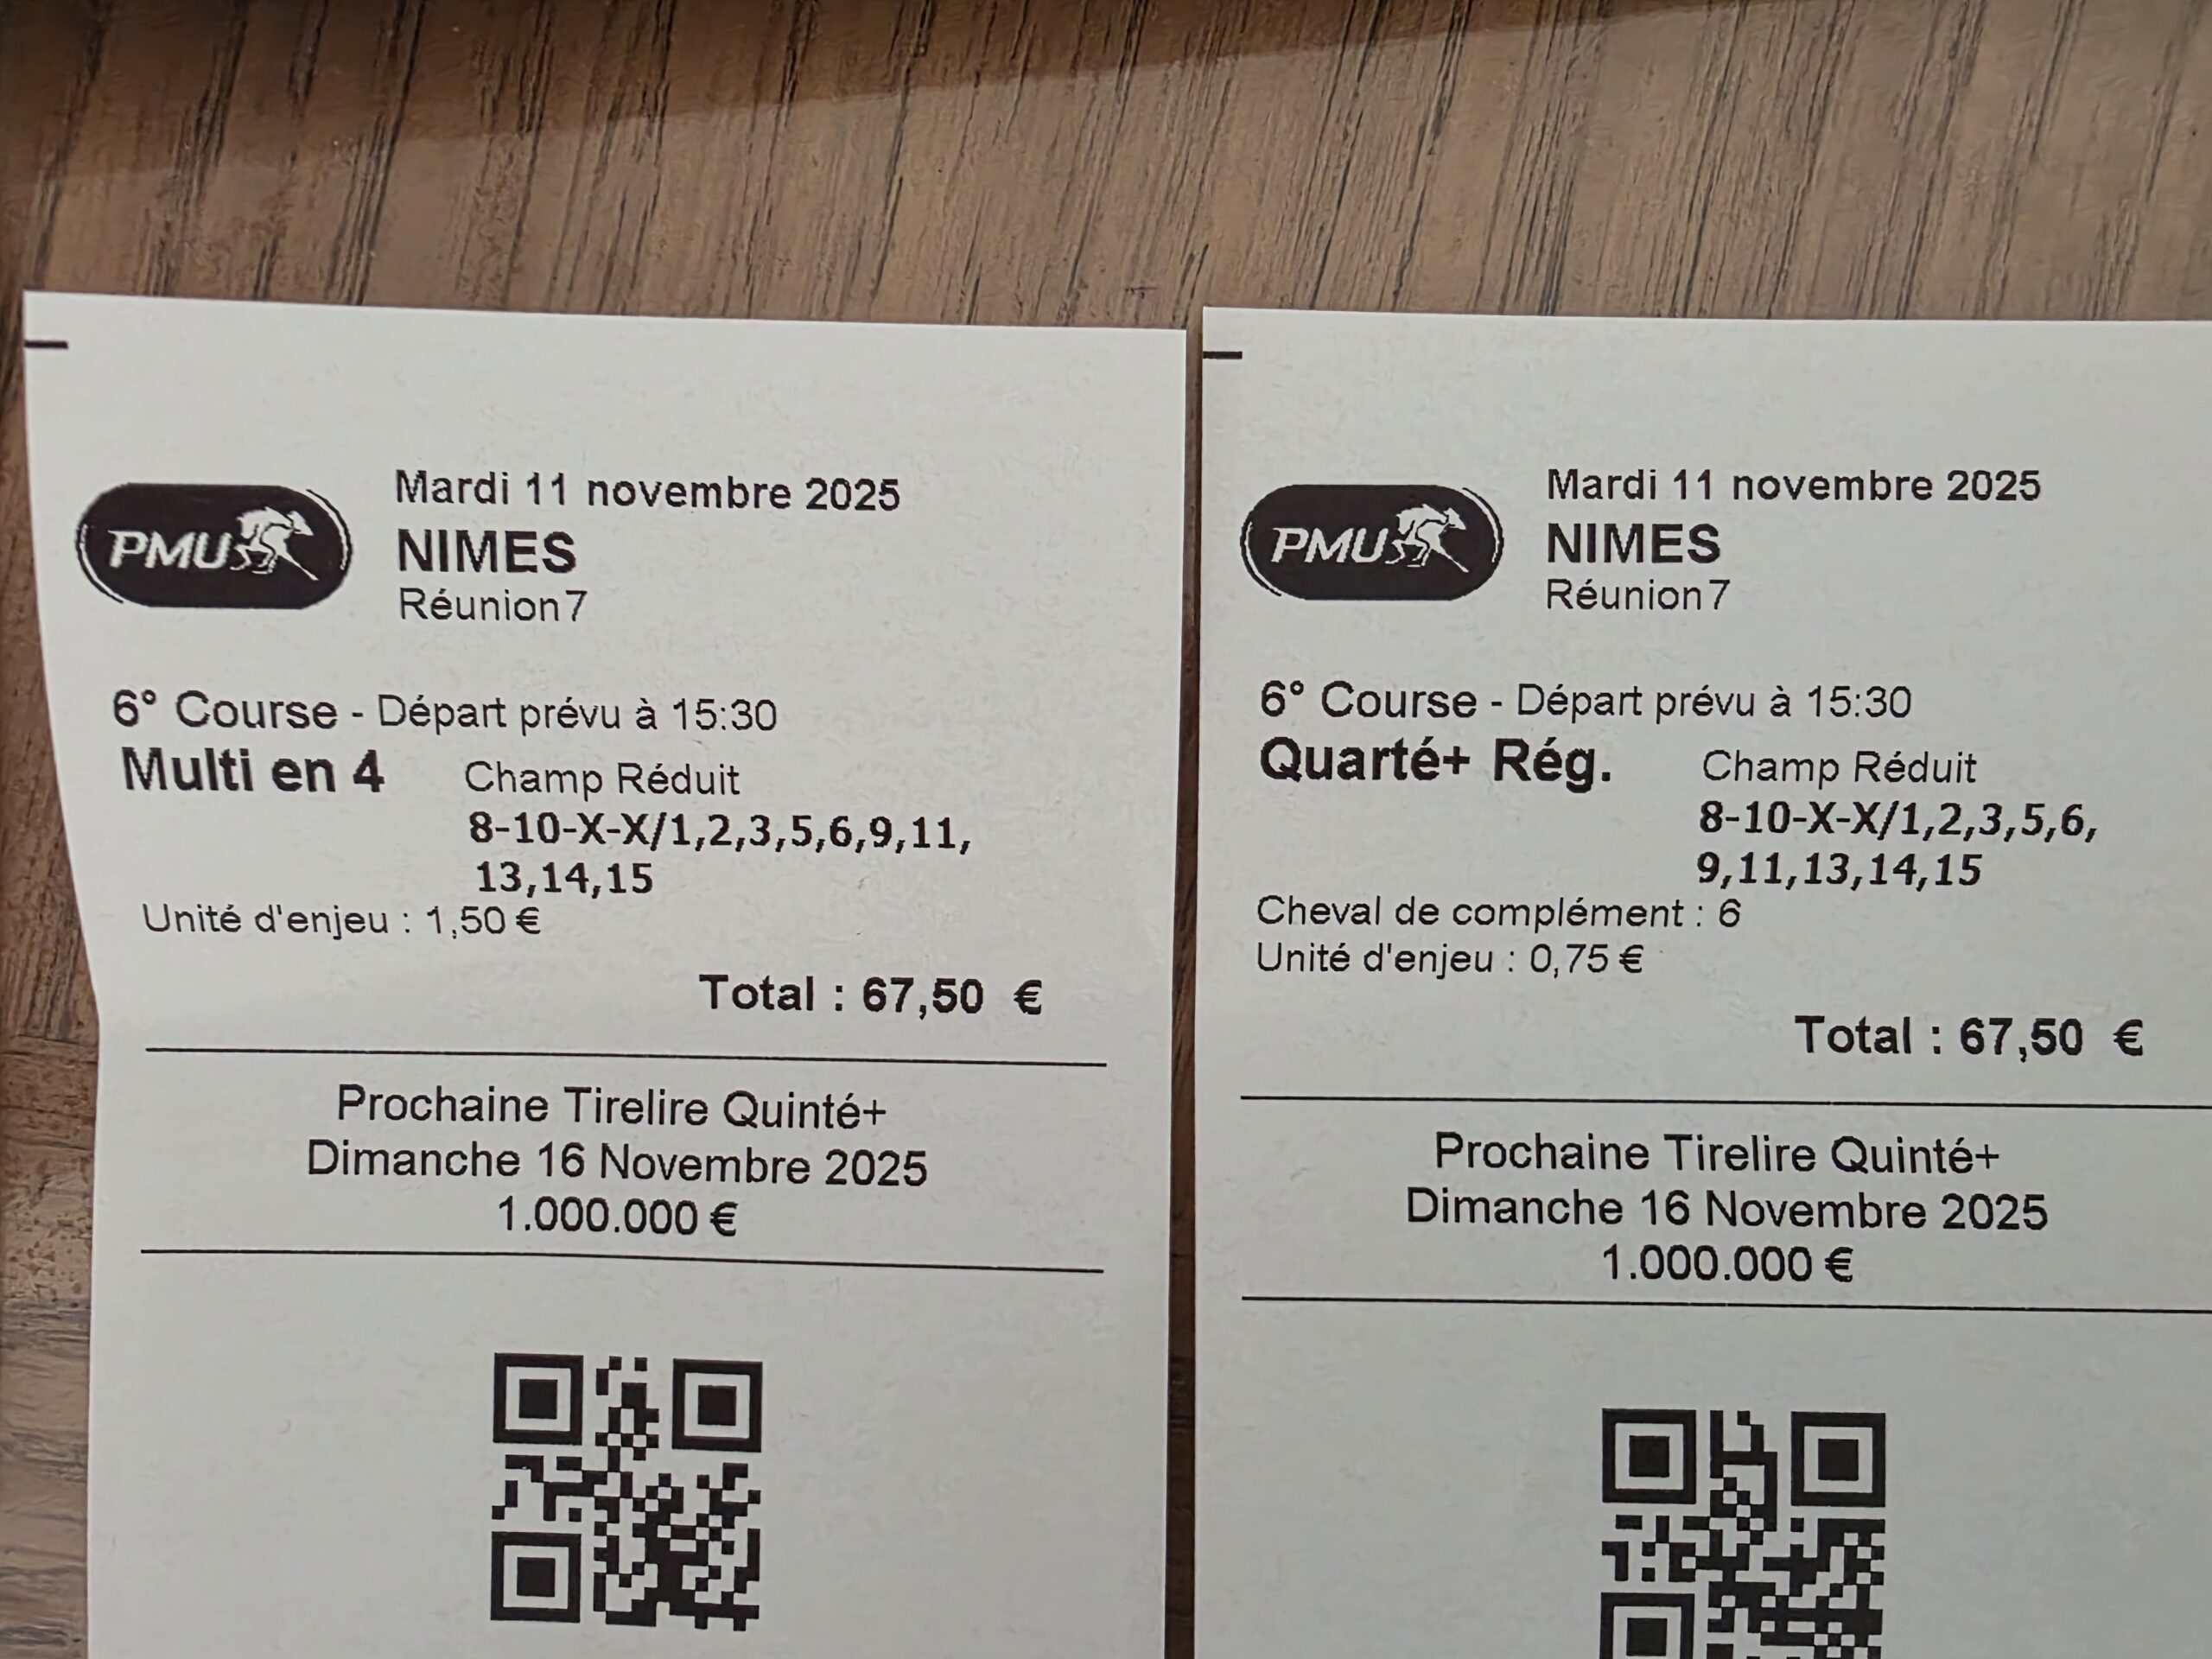 PMU
Mardi 11 novembre 2025
NIMES
Réunion 7
6° Course - Départ prévu à 15:30
Multi en 4 Champ Réduit
8-10-X-X/1,2,3,5,6,9,11,
13,14,15
Unité d'enjeu : 1,50 €
Total : 67,50 €
Prochaine Tirelire Quinté+
Dimanche 16 Novembre 2025
1.000.000 €
PMU
Mardi 11 novembre 2025
NIMES
Réunion 7
6° Course - Départ prévu à 15:30
Quarté+ Rég. Champ Réduit
8-10-X-X/1,2,3,5,6,
9,11,13,14,15
Cheval de complément : 6
Unité d'enjeu : 0,75 €
Total : 67,50 €
Prochaine Tirelire Quinté+
Dimanche 16 Novembre 2025
1.000.000 €